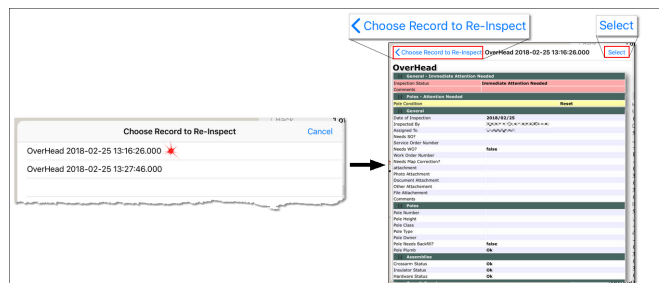 Choose Record to Re-Inspect
Select
Choose Record to Re-Inspect OverHead 2018-02-25 13:16:26.000 Select
OverHead
General - Immediate Attention Needed
Inspection Status Immediate Attention Needed
Comments
Poles - Attention Needed
Pole Condition Reset
General
Date of Inspection 2018/02/25
Inspected By
Assigned To
Needs SO?
Service Order Number
Needs WO? false
Work Order Number
Needs Map Correction?
attachment
Photo Attachment
Document Attachment
Other Attachement
File Attachement
Comments
Poles
Pole Number
Pole Height
Pole Class
Pole Type
Pole Owner
Pole Needs Backfill? false
Pole Plumb Ok
Assemblies
Crossarm Status Ok
Insulator Status Ok
Hardware Status Ok
Choose Record to Re-Inspect Cancel
OverHead 2018-02-25 13:16:26.000
OverHead 2018-02-25 13:27:46.000